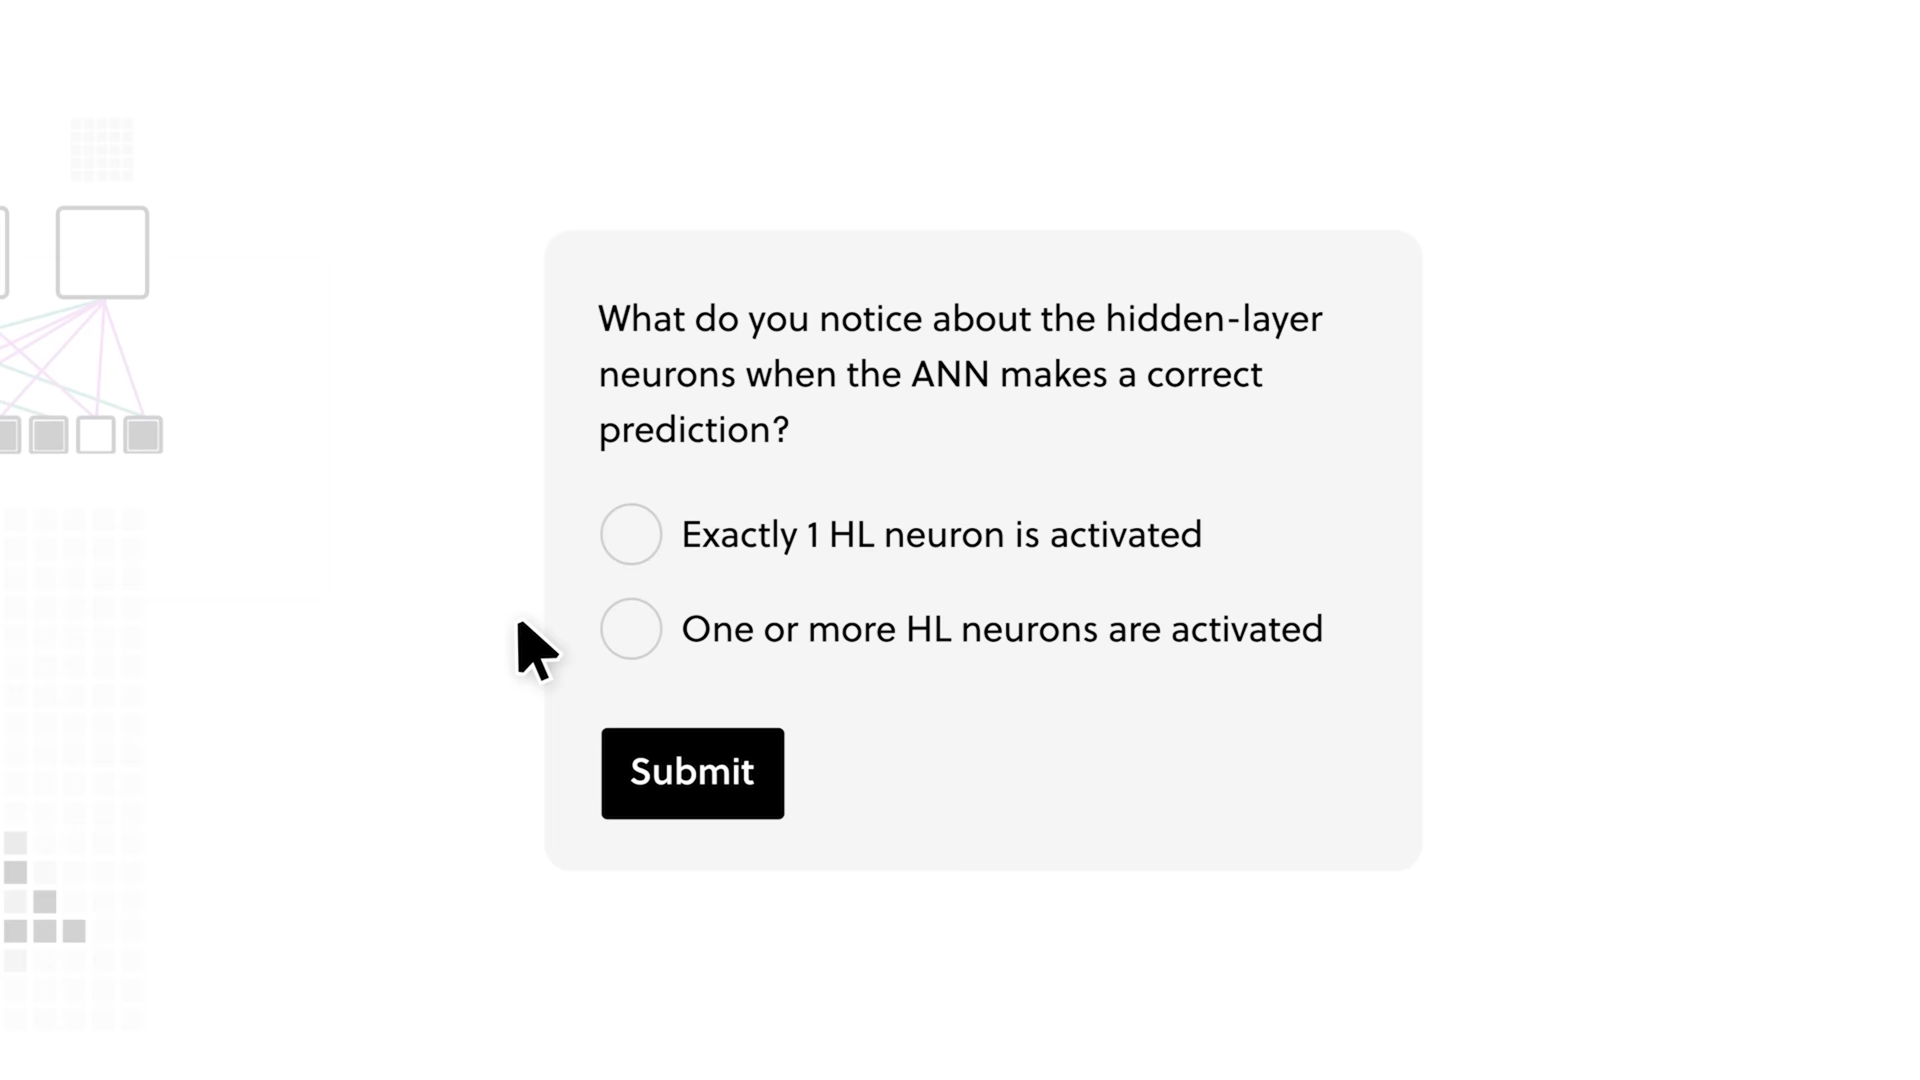 What do you notice about the hidden-layer
neurons when the ANN makes a correct
prediction?
Exactly 1 HL neuron is activated
One or more HL neurons are activated
Submit